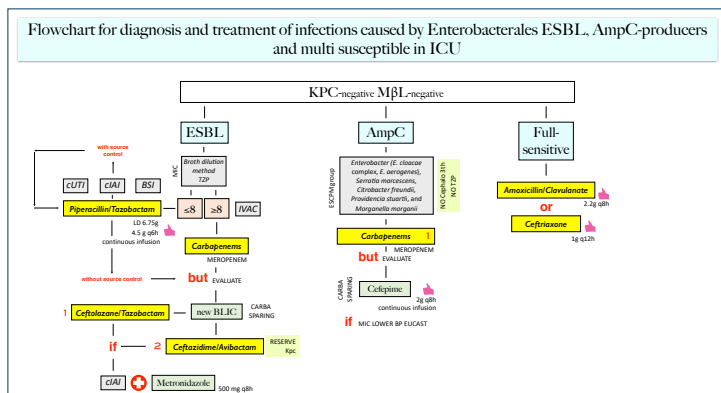 Flowchart for diagnosis and treatment of infections caused by Enterobacterales ESBL, AmpC-producers
and multi susceptible in ICU
KPC-negative MβL-negative
ESBL
with source
control
cUTI
cIAI
BSI
MIC
Broth dilution
method
TZP
Piperacillin/Tazobactam
≤8
≥8
IVAC
LD 6.75g
4.5 g q6h
continuous infusion
Carbapenems
MEROPENEM
without source control
but EVALUATE
1 Ceftolozane/Tazobactam
new BLIC
CARBA
SPARING
if
2 Ceftazidime/Avibactam
RESERVE
Kpc
cIAI
Metronidazole
500 mg q8h
AmpC
ESCPM group
Enterobacter (E. cloacae
complex, E. aerogenes),
Serratia marcescens,
Citrobacter freundii,
Providencia stuartii, and
Morganella morganii
NO Cephalo 3th
NO TZP
Carbapenems 1
MEROPENEM
but EVALUATE
CARBA
SPARING
Cefepime
2g q8h
continuous infusion
if MIC LOWER BP EUCAST
Full-
sensitive
Amoxicillin/Clavulanate
2.2g q8h
or
Ceftriaxone
1g q12h